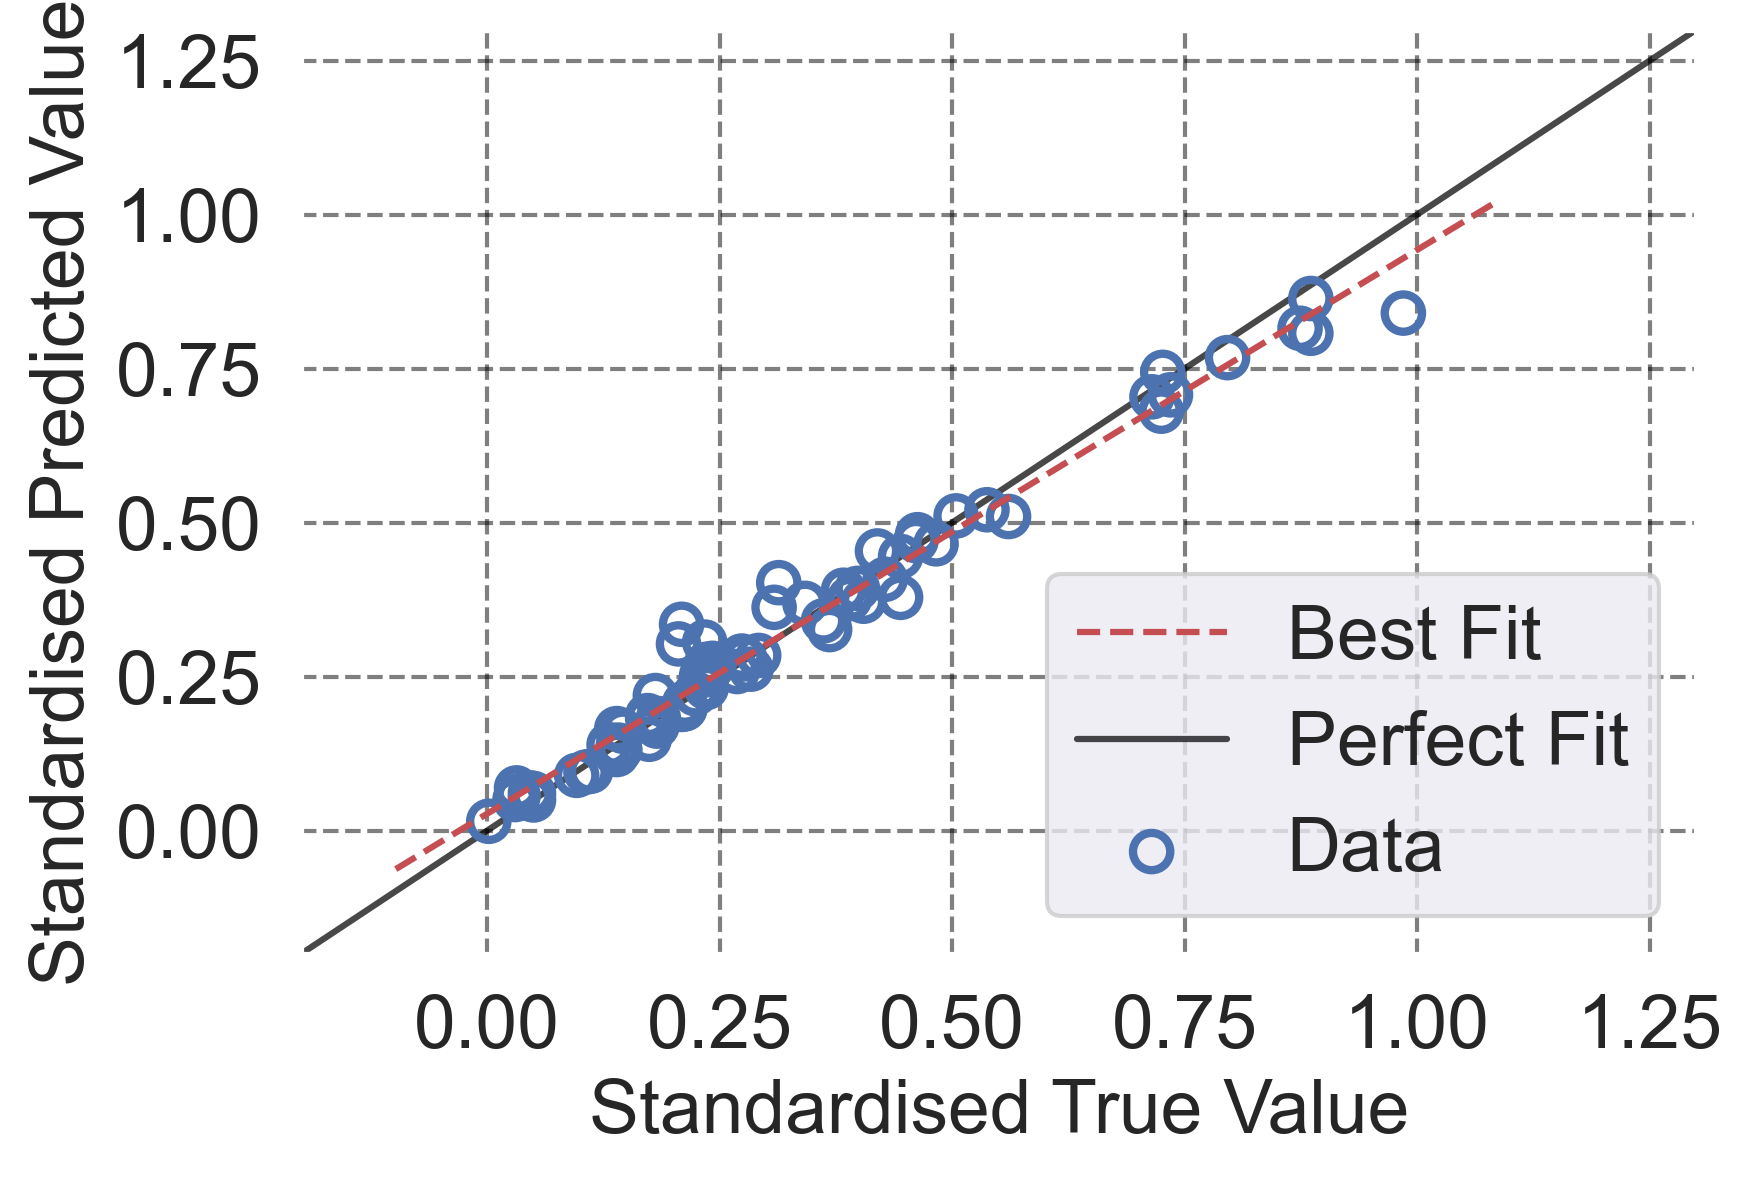 Standardised Predicted Value
1.25
1.00
0.75
0.50
0.25
0.00
Best Fit
Perfect Fit
Data
0.00 0.25 0.50 0.75 1.00 1.25
Standardised True Value